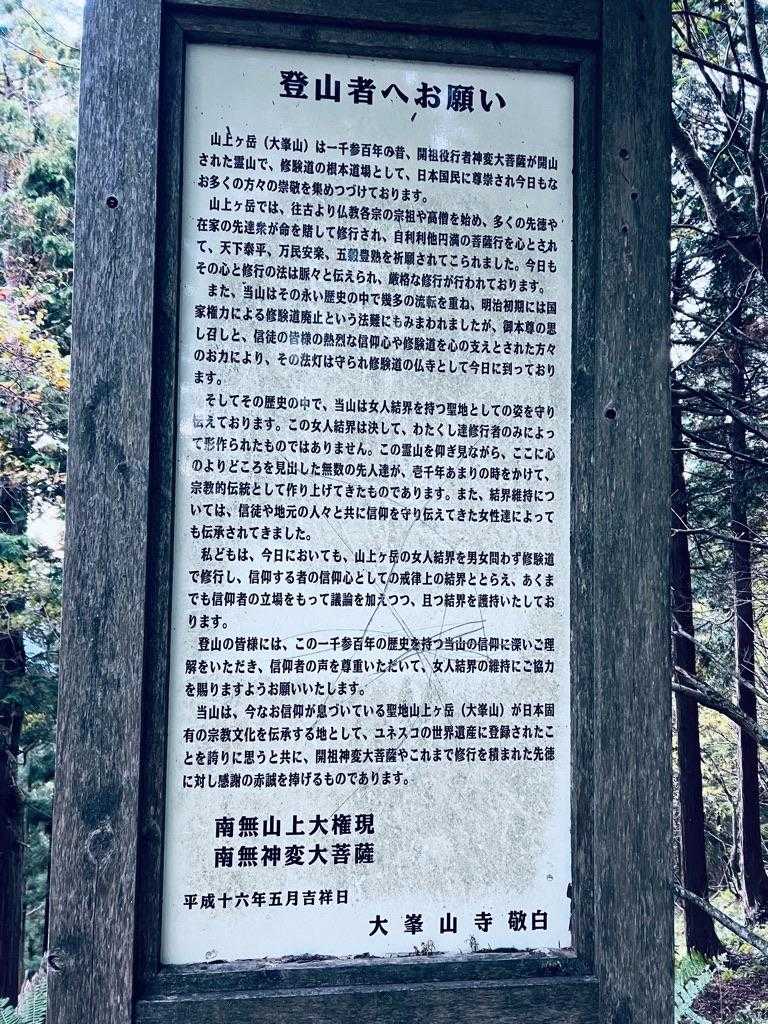 登山者へお願い
山上ヶ岳（大峯山）は一千参百年の昔、開祖役行者神変大菩薩が開山
された霊山で、修験道の根本道場として、日本国民に尊崇され今日もな
お多くの方々の崇敬を集めつづけております。
山上ヶ岳では、往古より仏教各宗の宗祖や高僧を始め、多くの先徳や
在家の先達衆が命を賭して修行され、自利利他円満の菩薩行を心とされ
て、天下泰平、万民安楽、五穀豊熟を祈願されてこられました。今日も
その心と修行の法は脈々と伝えられ、厳格な修行が行われております。
また、当山はその永い歴史の中で幾多の流転を重ね、明治初期には国
家権力による修験道廃止という法難にもみまわれましたが、御本尊の思
し召しと、信徒の皆様の熱烈な信仰心や修験道を心の支えとされた方々
のお力により、その法灯は守られ修験道の仏寺として今日に到っており
ます。
そしてその歴史の中で、当山は女人結界を持つ聖地としての姿を守り
伝えております。この女人結界は決して、わたくし達修行者のみによっ
て形作られたものではありません。この霊山を仰ぎ見ながら、ここに心
のよりどころを見出した無数の先人達が、壱千年あまりの時をかけて、
宗教的伝統として作り上げてきたものであります。また、結界維持につ
いては、信徒や地元の人々と共に信仰を守り伝えてきた女性達によって
も伝承されてきました。
私どもは、今日においても、山上ヶ岳の女人結界を男女問わず修験道
で修行し、信仰する者の信仰心としての戒律上の結界ととらえ、あくま
でも信仰者の立場をもって議論を加えつつ、且つ結界を護持いたしてお
ります。
登山の皆様には、この一千参百年の歴史を持つ当山の信仰に深いご理
解をいただき、信仰者の声を尊重いただいて、女人結界の維持にご協力
を賜りますようお願いいたします。
当山は、今なお信仰が息づいている聖地山上ヶ岳（大峯山）が日本固
有の宗教文化を伝承する地として、ユネスコの世界遺産に登録されたこ
とを誇りに思うと共に、開祖神変大菩薩やこれまで修行を積まれた先徳
に対し感謝の赤誠を捧げるものであります。
南無山上大権現
南無神変大菩薩
平成十六年五月吉祥日
大峯山寺 敬白